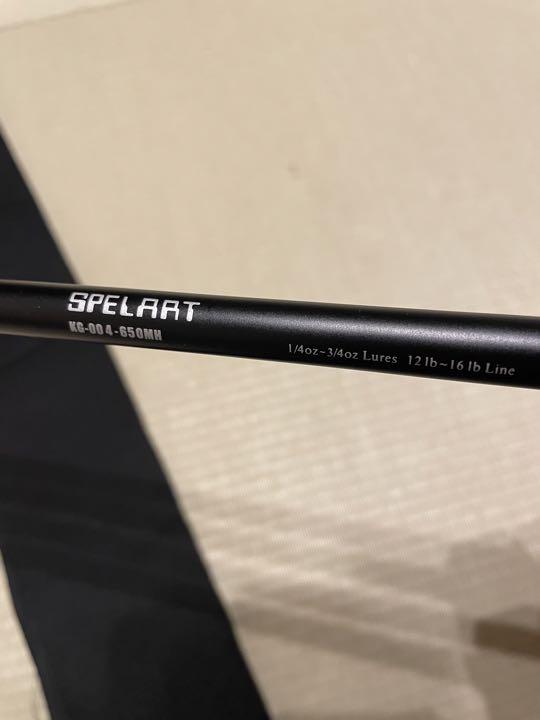 SPELART
KG-004-650MH
1/4oz~3/4oz Lures 12 lb~16 lb Line